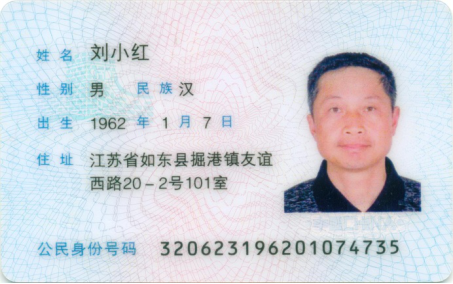 姓名 刘小红
性别 男 民族 汉
出生 1962 年 1 月 7 日
住址 江苏省如东县掘港镇友谊
西路20－2号101室
公民身份号码 320623196201074735